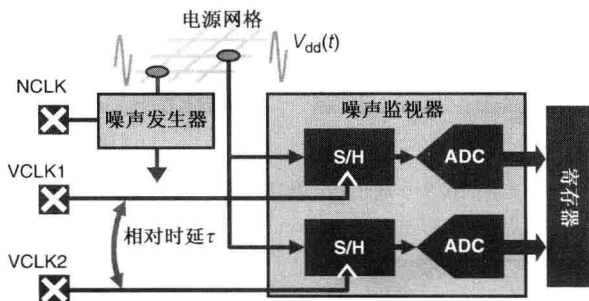 电源网格
V_dd(t)
NCLK
噪声发生器
噪声监视器
VCLK1
S/H
ADC
寄存器
相对时延τ
S/H
ADC
VCLK2